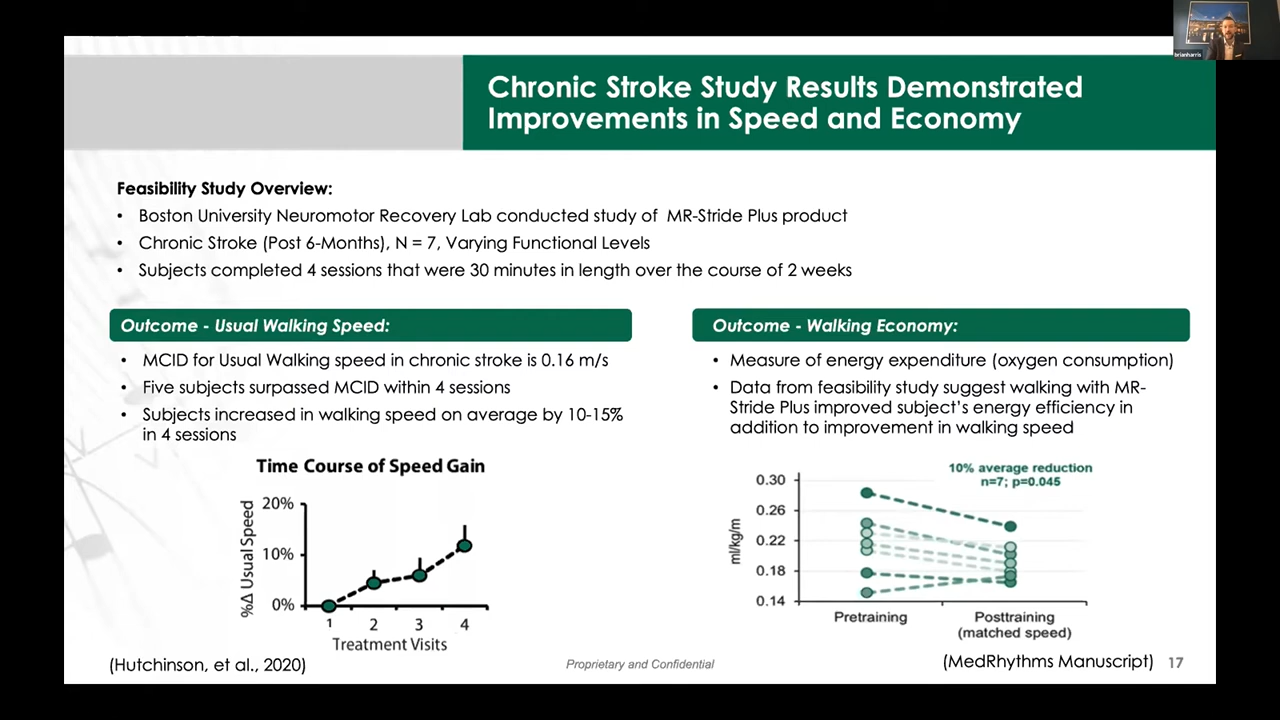 brianharris
Chronic Stroke Study Results Demonstrated
Improvements in Speed and Economy
Feasibility Study Overview:
• Boston University Neuromotor Recovery Lab conducted study of MR-Stride Plus product
• Chronic Stroke (Post 6-Months), N = 7, Varying Functional Levels
• Subjects completed 4 sessions that were 30 minutes in length over the course of 2 weeks
Outcome - Usual Walking Speed:
• MCID for Usual Walking speed in chronic stroke is 0.16 m/s
• Five subjects surpassed MCID within 4 sessions
• Subjects increased in walking speed on average by 10-15%
in 4 sessions
Time Course of Speed Gain
%Δ Usual Speed
20%
10%
0%
1 2 3 4
Treatment Visits
(Hutchinson, et al., 2020)
Outcome - Walking Economy:
• Measure of energy expenditure (oxygen consumption)
• Data from feasibility study suggest walking with MR-
Stride Plus improved subject's energy efficiency in
addition to improvement in walking speed
10% average reduction
n=7; p=0.045
ml/kg/m
0.30
0.26
0.22
0.18
0.14
Pretraining Posttraining
(matched speed)
(MedRhythms Manuscript)
Proprietary and Confidential
17